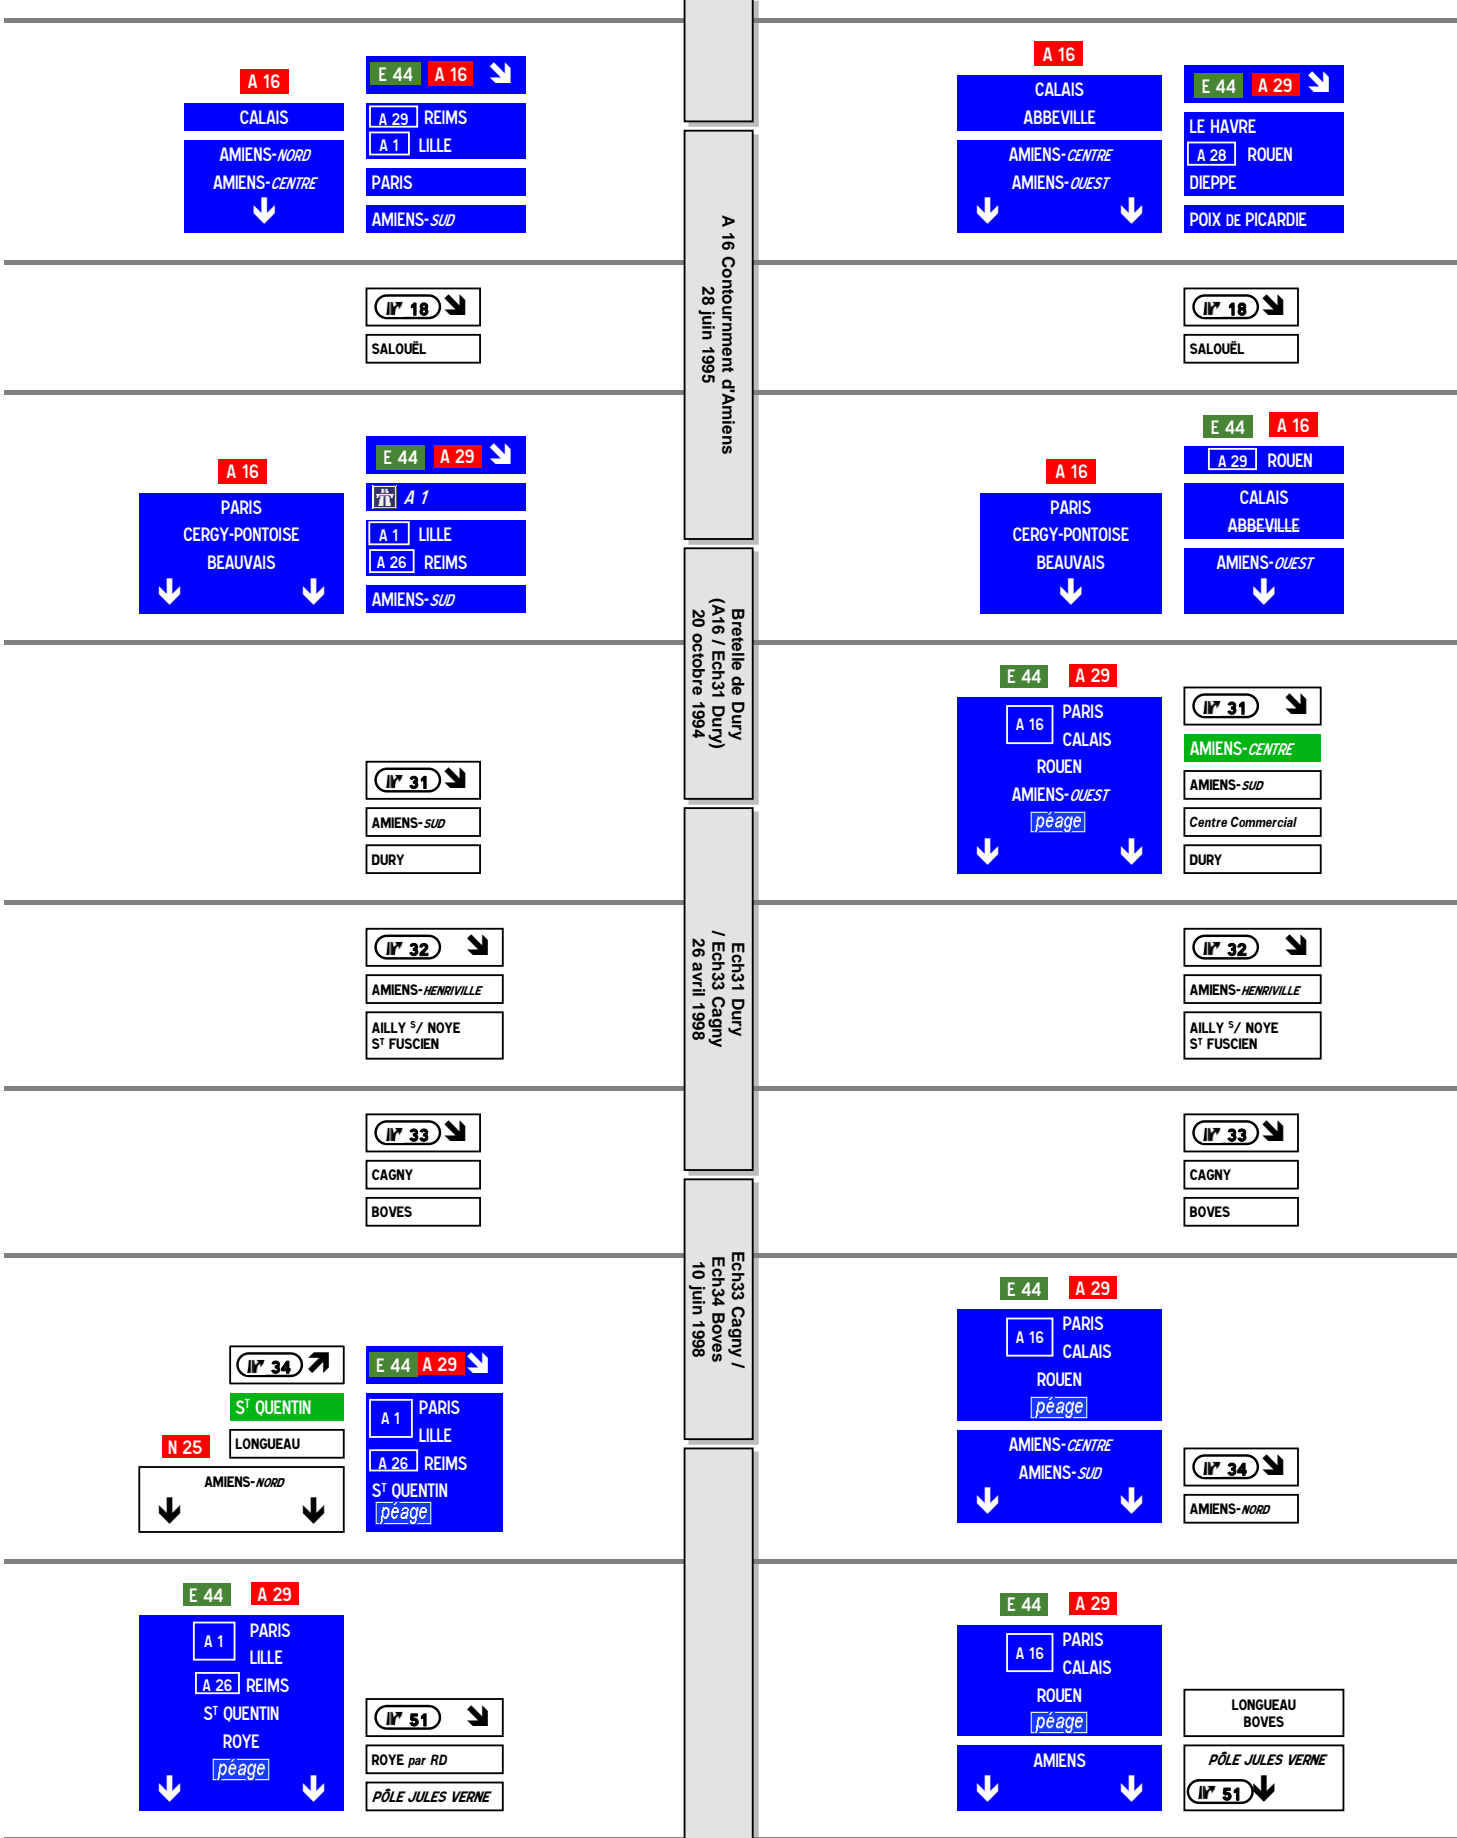 A 16
CALAIS
AMIENS-NORD
AMIENS-CENTRE
E 44 A 16
A 29 REIMS
A 1 LILLE
PARIS
AMIENS-SUD
A 16
CALAIS
ABBEVILLE
AMIENS-CENTRE
AMIENS-OUEST
E 44 A 29
LE HAVRE
A 28 ROUEN
DIEPPE
POIX DE PICARDIE
A 16 Contournment d'Amiens
28 juin 1995
18
SALOUËL
18
SALOUËL
A 16
PARIS
CERGY-PONTOISE
BEAUVAIS
E 44 A 29
A 1
A 1 LILLE
A 26 REIMS
AMIENS-SUD
A 16
PARIS
CERGY-PONTOISE
BEAUVAIS
E 44 A 16
A 29 ROUEN
CALAIS
ABBEVILLE
AMIENS-OUEST
Bretelle de Dury
(A16 / Ech31 Dury)
20 octobre 1994
31
AMIENS-SUD
DURY
E 44 A 29
A 16 PARIS
CALAIS
ROUEN
AMIENS-OUEST
péage
31
AMIENS-CENTRE
AMIENS-SUD
Centre Commercial
DURY
Ech31 Dury
/ Ech33 Cagny
26 avril 1998
32
AMIENS-HENRIVILLE
AILLY S/ NOYE
ST FUSCIEN
32
AMIENS-HENRIVILLE
AILLY S/ NOYE
ST FUSCIEN
33
CAGNY
BOVES
33
CAGNY
BOVES
Ech33 Cagny /
Ech34 Boves
10 juin 1998
34
ST QUENTIN
LONGUEAU
N 25
AMIENS-NORD
E 44 A 29
A 1 PARIS
LILLE
A 26 REIMS
ST QUENTIN
péage
E 44 A 29
A 16 PARIS
CALAIS
ROUEN
péage
AMIENS-CENTRE
AMIENS-SUD
34
AMIENS-NORD
E 44 A 29
A 1 PARIS
LILLE
A 26 REIMS
ST QUENTIN
ROYE
péage
51
ROYE par RD
PÔLE JULES VERNE
E 44 A 29
A 16 PARIS
CALAIS
ROUEN
péage
AMIENS
LONGUEAU
BOVES
PÔLE JULES VERNE
51